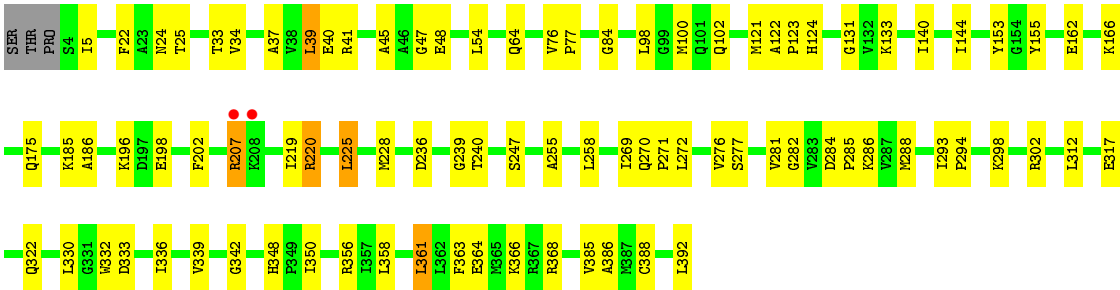 SER THR PRO S4 I5 F22 A23 N24 T25 T33 V34 A37 V38 L39 E40 R41 A45 A46 G47 E48 L54 Q64 V76 P77 G84 L98 G99 M100 Q101 Q102 M121 A122 P123 H124 G131 V132 K133 I140 I144 Y153 G154 Y155 E162 K166
Q175 K185 A186 K196 D197 E198 F202 R207 K208 I219 R220 L225 M228 D236 G239 T240 S247 A255 L258 I269 Q270 P271 L272 V276 S277 V281 G282 V283 D284 P285 K286 V287 M288 I293 P294 K298 R302 L312 E317
Q322 L330 G331 W332 D333 I336 V339 G342 H348 P349 I350 R356 I357 L358 L361 L362 F363 E364 M365 K366 R367 R368 V385 A386 M387 C388 L392